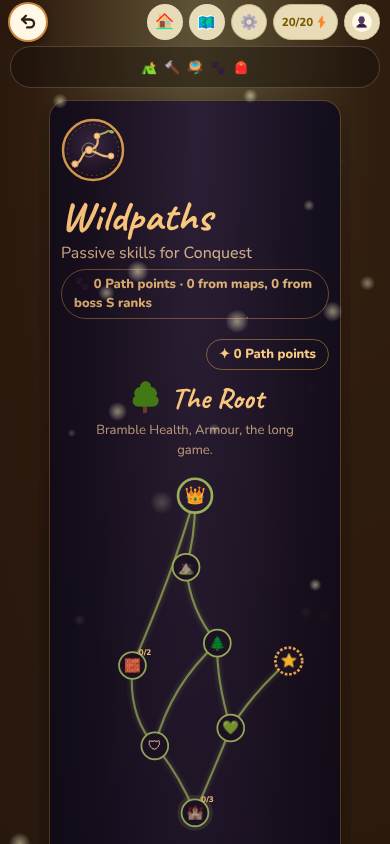 20/20
Wildpaths
Passive skills for Conquest
0 Path points · 0 from maps, 0 from
boss S ranks
✦ 0 Path points
The Root
Bramble Health, Armour, the long
game.
0/2
0/3